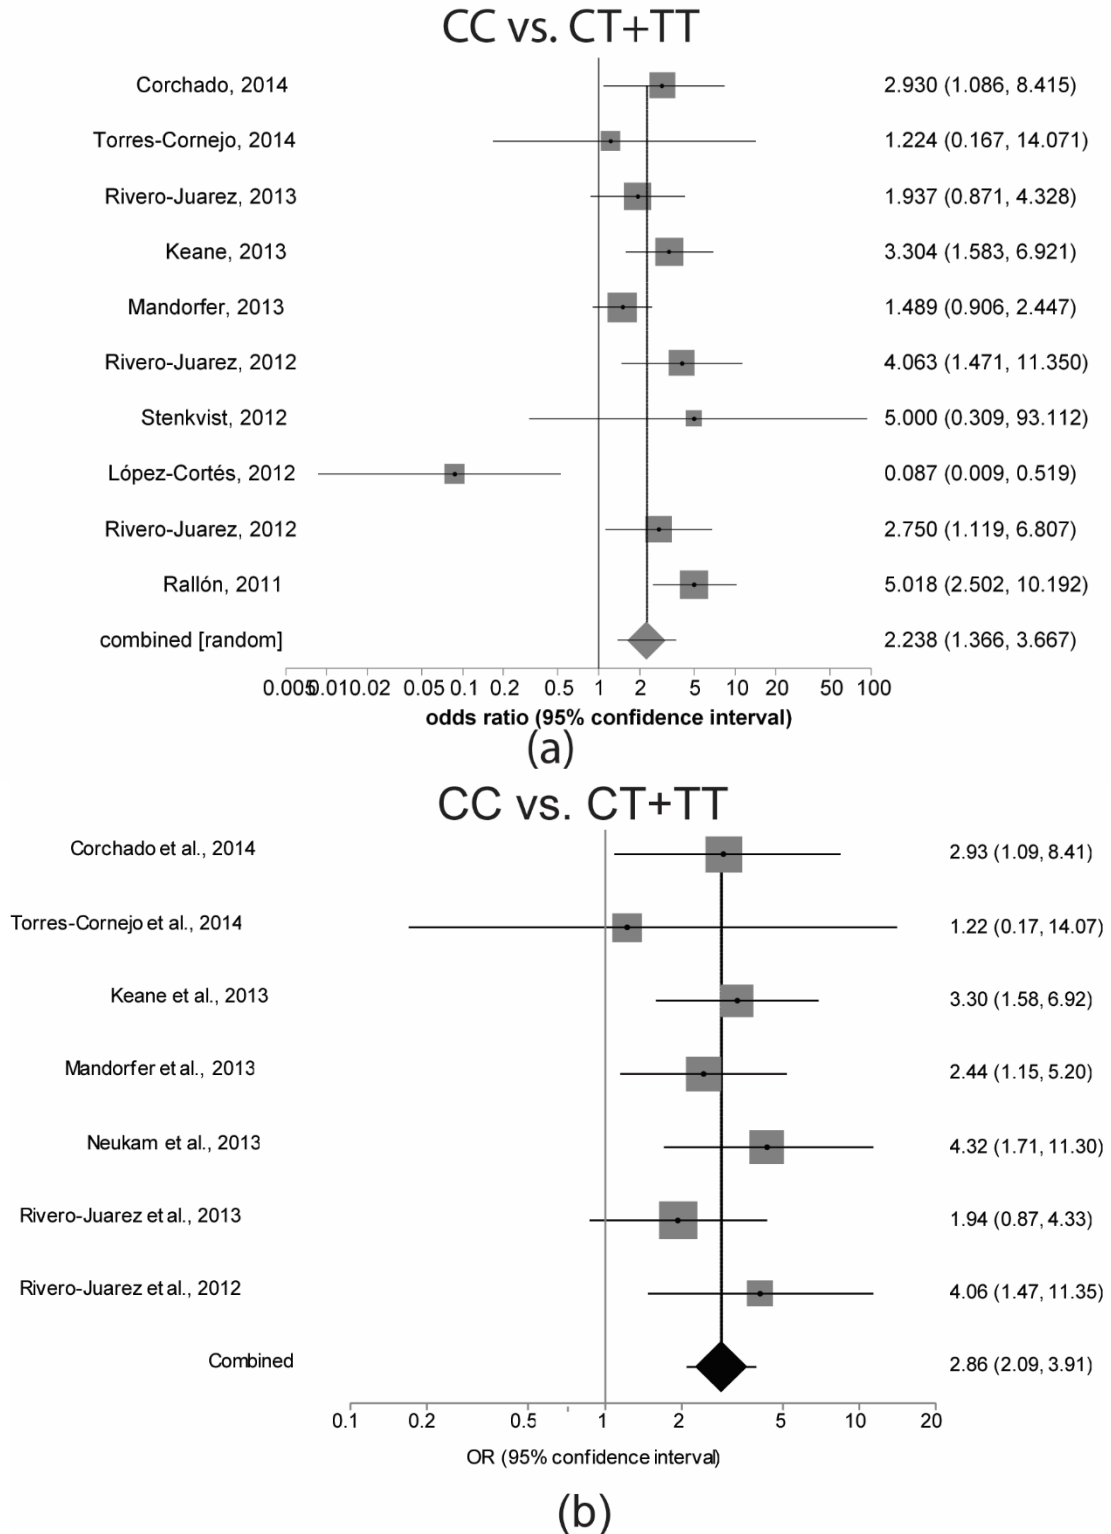 CC vs. CT+TT
Corchado, 2014 2.930 (1.086, 8.415)
Torres-Cornejo, 2014 1.224 (0.167, 14.071)
Rivero-Juarez, 2013 1.937 (0.871, 4.328)
Keane, 2013 3.304 (1.583, 6.921)
Mandorfer, 2013 1.489 (0.906, 2.447)
Rivero-Juarez, 2012 4.063 (1.471, 11.350)
Stenkvist, 2012 5.000 (0.309, 93.112)
López-Cortés, 2012 0.087 (0.009, 0.519)
Rivero-Juarez, 2012 2.750 (1.119, 6.807)
Rallón, 2011 5.018 (2.502, 10.192)
combined [random] 2.238 (1.366, 3.667)
0.005 0.01 0.02 0.05 0.1 0.2 0.5 1 2 5 10 20 50 100
odds ratio (95% confidence interval)
(a)
CC vs. CT+TT
Corchado et al., 2014 2.93 (1.09, 8.41)
Torres-Cornejo et al., 2014 1.22 (0.17, 14.07)
Keane et al., 2013 3.30 (1.58, 6.92)
Mandorfer et al., 2013 2.44 (1.15, 5.20)
Neukam et al., 2013 4.32 (1.71, 11.30)
Rivero-Juarez et al., 2013 1.94 (0.87, 4.33)
Rivero-Juarez et al., 2012 4.06 (1.47, 11.35)
Combined 2.86 (2.09, 3.91)
0.1 0.2 0.5 1 2 5 10 20
OR (95% confidence interval)
(b)